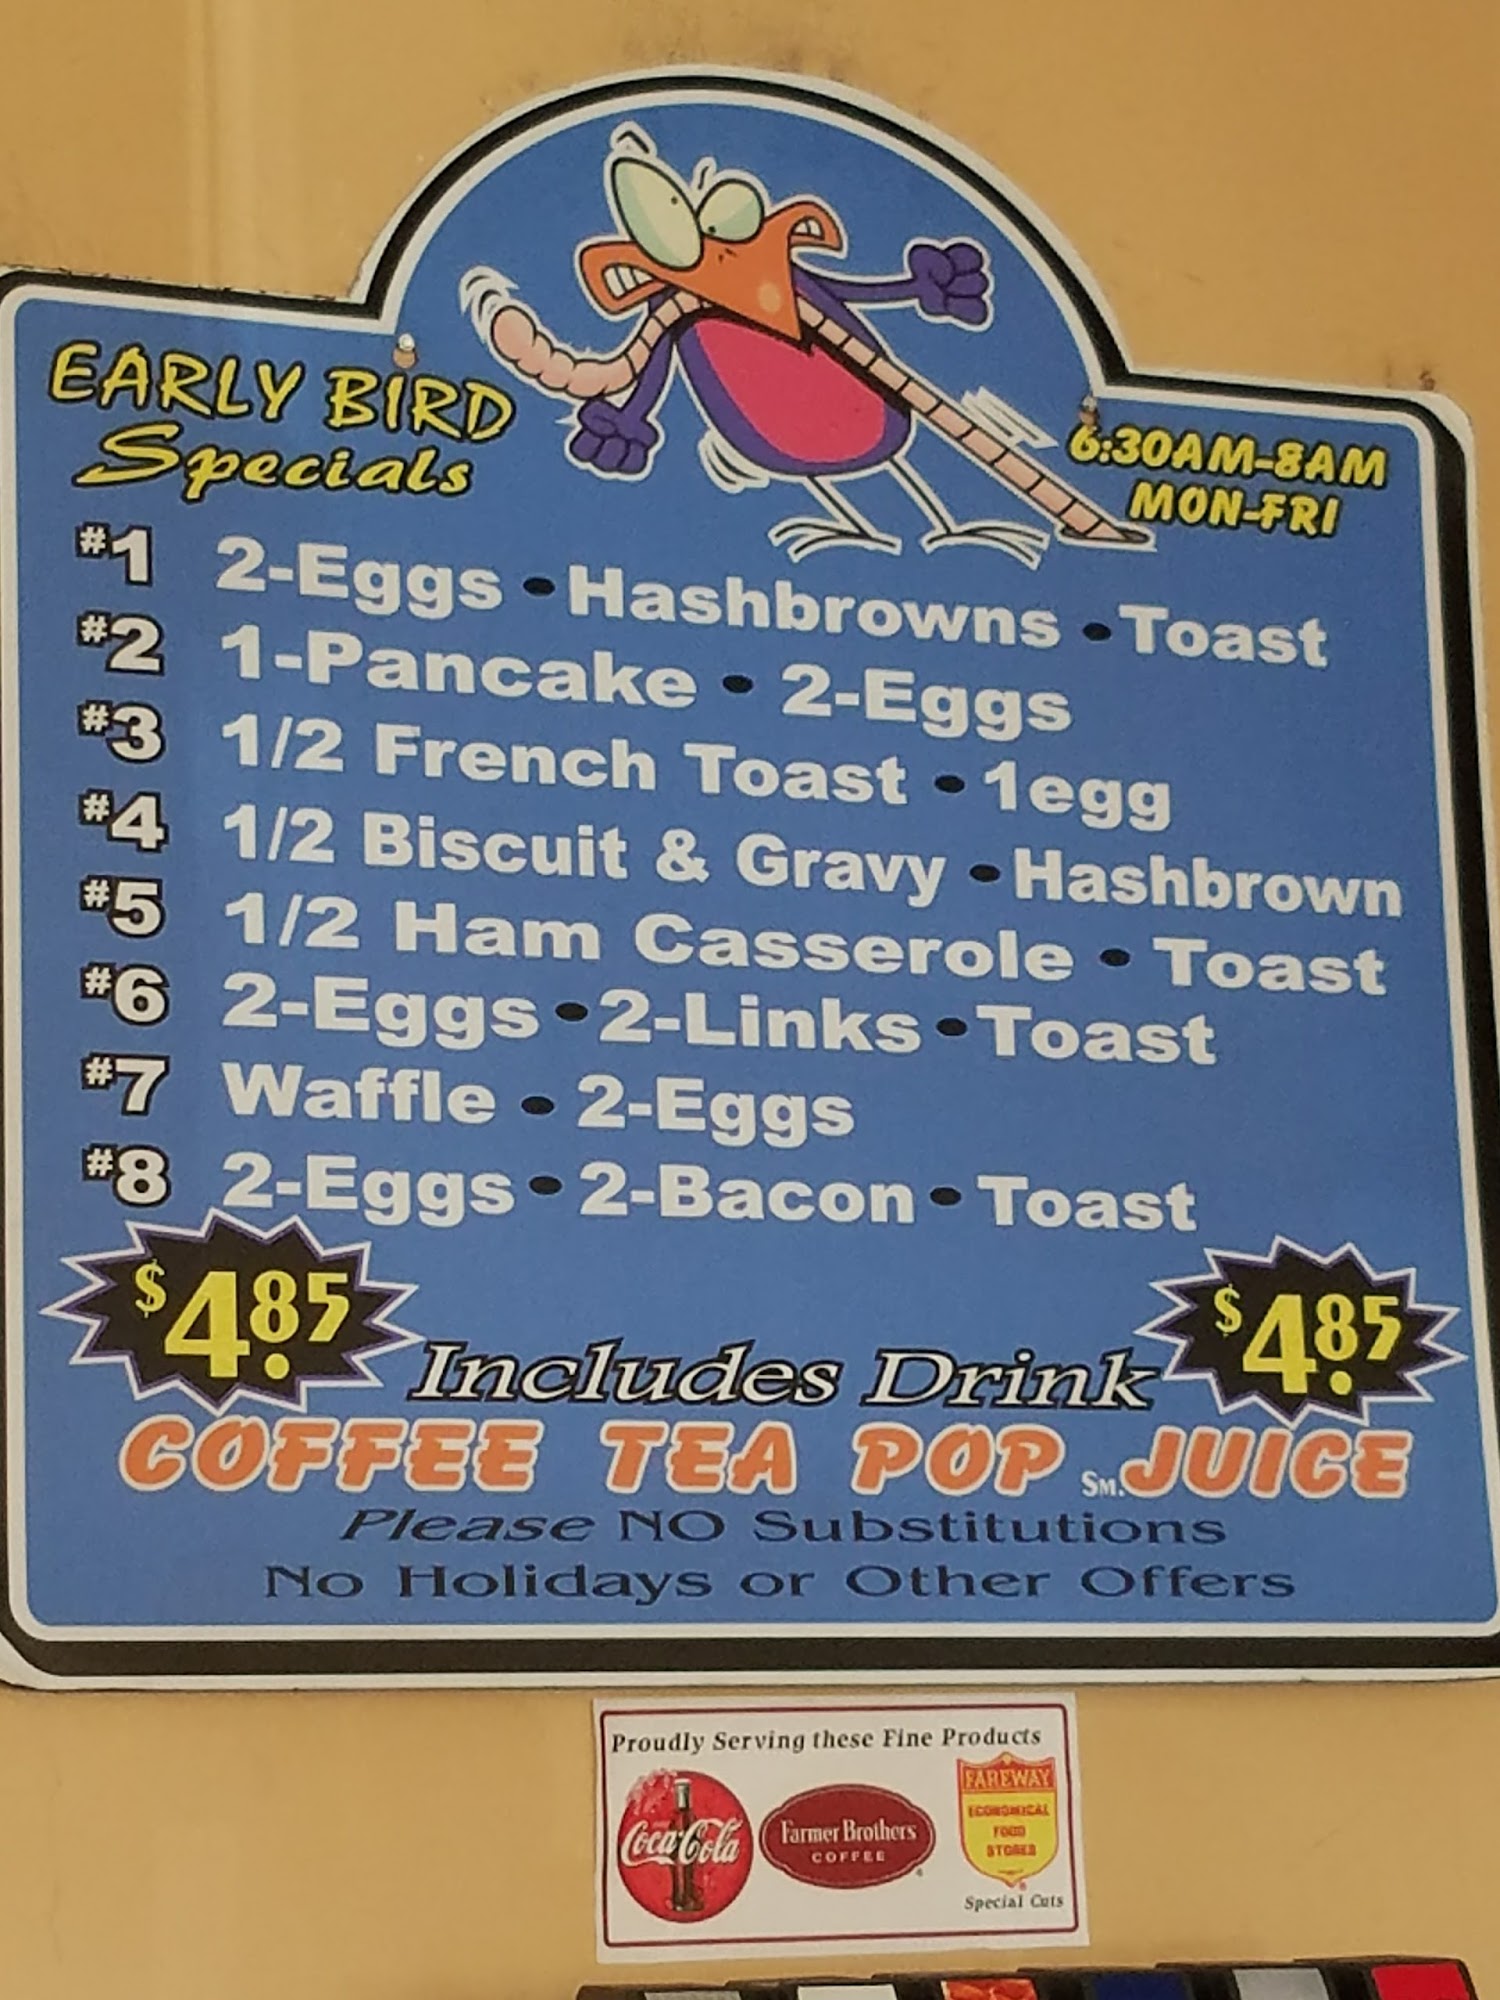 EARLY BIRD
Specials
6:30AM-8AM
MON-FRI
#1 2-Eggs • Hashbrowns • Toast
#2 1-Pancake • 2-Eggs
#3 1/2 French Toast • 1egg
#4 1/2 Biscuit & Gravy • Hashbrown
#5 1/2 Ham Casserole • Toast
#6 2-Eggs • 2-Links • Toast
#7 Waffle • 2-Eggs
#8 2-Eggs • 2-Bacon • Toast
$4.85
$4.85
Includes Drink
COFFEE TEA POP SM. JUICE
Please NO Substitutions
No Holidays or Other Offers
Proudly Serving these Fine Products
Coca-Cola
Farmer Brothers
COFFEE
FAREWAY
ECONOMICAL
FOOD
STORES
Special Cuts